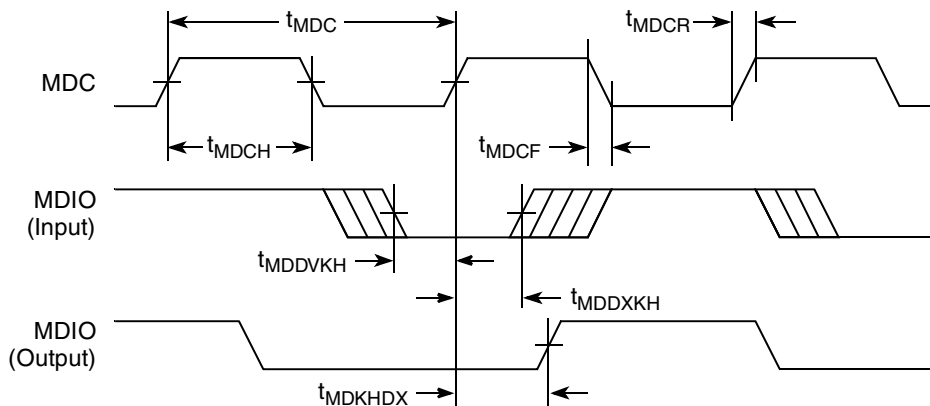 tMDC
tMDCR
MDC
tMDCH
tMDCF
MDIO
(Input)
tMDDVKH
tMDDXKH
MDIO
(Output)
tMDKHDX